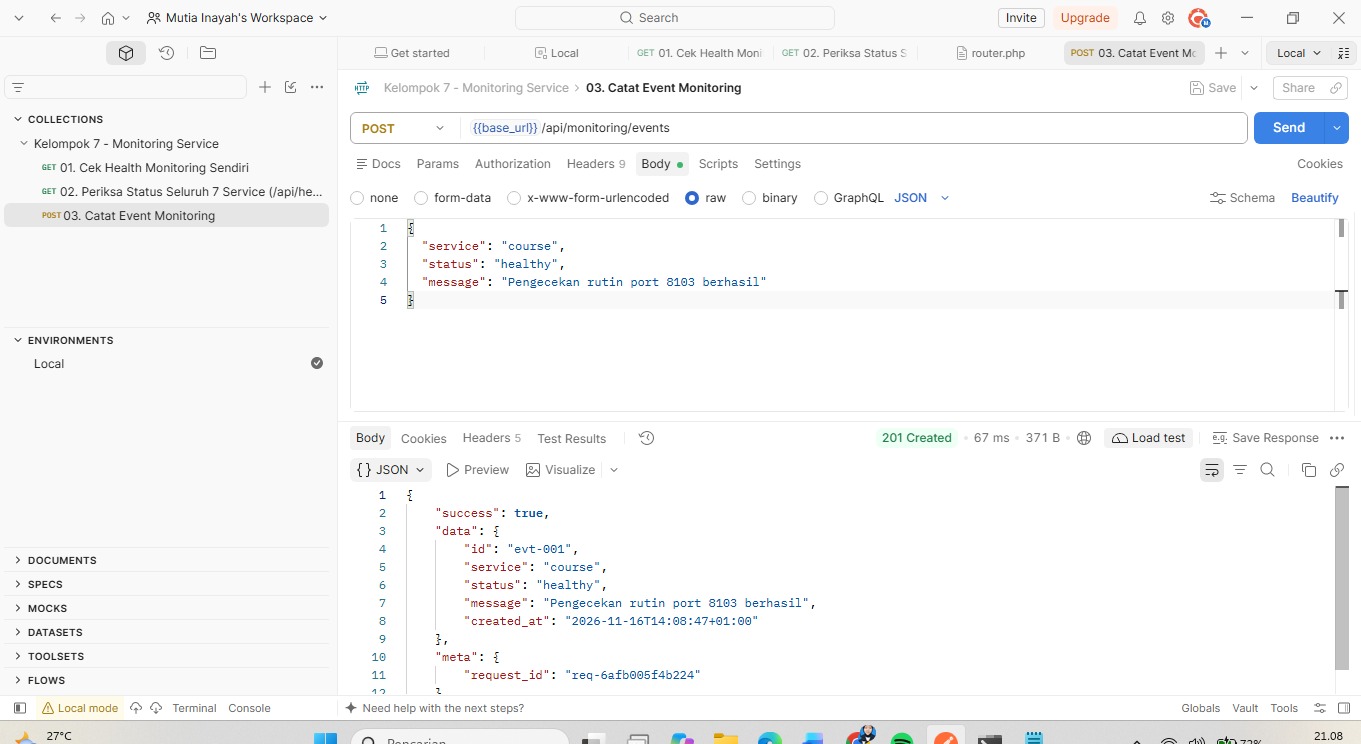 Mutia Inayah's Workspace
Search
Invite
Upgrade
Get started
Local
GET 01. Cek Health Moni
GET 02. Periksa Status S
router.php
POST 03. Catat Event Mc
Local
Kelompok 7 - Monitoring Service > 03. Catat Event Monitoring
Save
Share
COLLECTIONS
Kelompok 7 - Monitoring Service
GET 01. Cek Health Monitoring Sendiri
GET 02. Periksa Status Seluruh 7 Service (/api/he...
POST 03. Catat Event Monitoring
POST
{{base_url}} /api/monitoring/events
Send
Docs
Params
Authorization
Headers 9
Body
Scripts
Settings
Cookies
none
form-data
x-www-form-urlencoded
raw
binary
GraphQL
JSON
Schema
Beautify
1 {
2 "service": "course",
3 "status": "healthy",
4 "message": "Pengecekan rutin port 8103 berhasil"
5 }
ENVIRONMENTS
Local
Body
Cookies
Headers 5
Test Results
201 Created
67 ms
371 B
Load test
e.g. Save Response
{} JSON
Preview
Visualize
1 {
2 "success": true,
3 "data": {
4 "id": "evt-001",
5 "service": "course",
6 "status": "healthy",
7 "message": "Pengecekan rutin port 8103 berhasil",
8 "created_at": "2026-11-16T14:08:47+01:00"
9 },
10 "meta": {
11 "request_id": "req-6afb005f4b224"
12 }
DOCUMENTS
SPECS
MOCKS
DATASETS
TOOLSETS
FLOWS
Local mode
Terminal
Console
Need help with the next steps?
Globals
Vault
Tools
27°C
Pencarian
72%
21.08